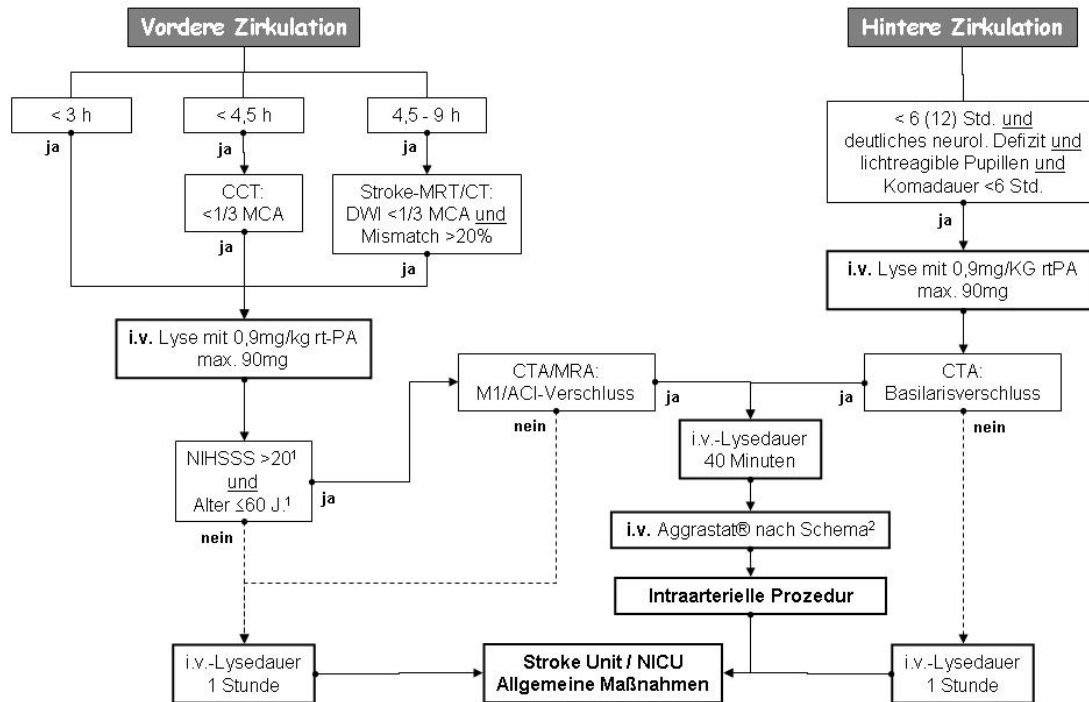 Vordere Zirkulation
Hintere Zirkulation
< 3 h
< 4,5 h
4,5 - 9 h
ja
ja
ja
CCT:
<1/3 MCA
ja
Stroke-MRT/CT:
DWI <1/3 MCA und
Mismatch >20%
ja
i.v. Lyse mit 0,9mg/kg rt-PA
max. 90mg
NIHSSS >20¹
und
Alter ≤60 J.¹
ja
nein
CTA/MRA:
M1/ACI-Verschluss
ja
nein
< 6 (12) Std. und
deutliches neurol. Defizit und
lichtreagible Pupillen und
Komadauer <6 Std.
ja
i.v. Lyse mit 0,9mg/KG rtPA
max. 90mg
CTA:
Basilarisverschluss
ja
nein
i.v.-Lysedauer
40 Minuten
i.v. Aggrastat® nach Schema²
Intraarterielle Prozedur
i.v.-Lysedauer
1 Stunde
Stroke Unit / NICU
Allgemeine Maßnahmen
i.v.-Lysedauer
1 Stunde